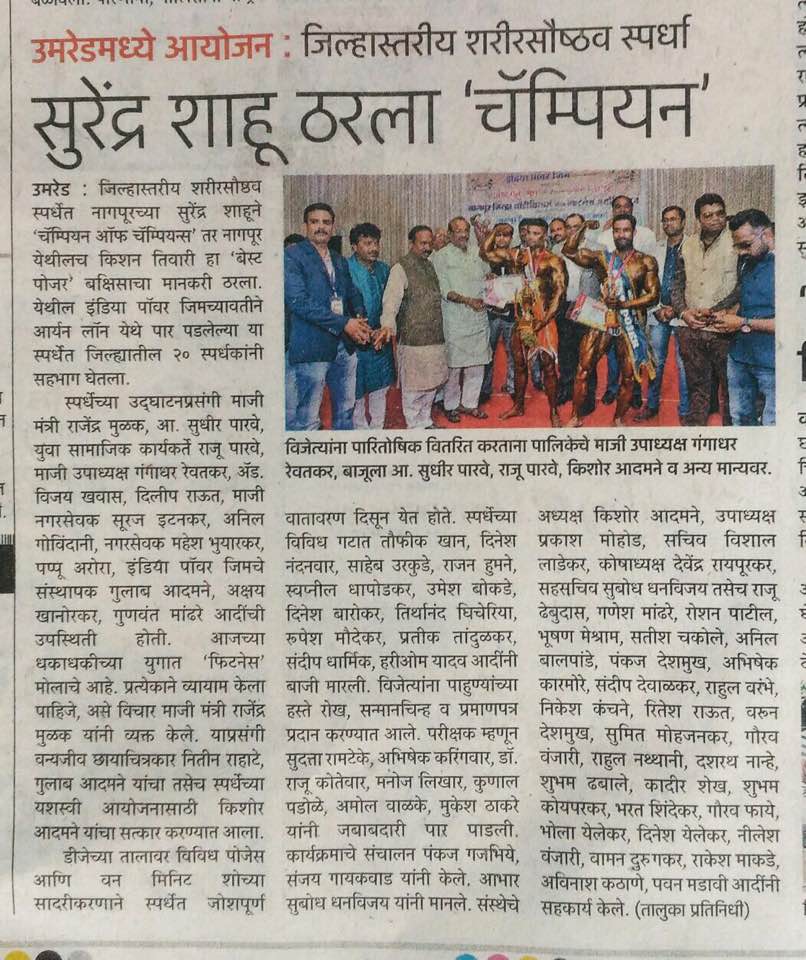 उमरेडमध्ये आयोजन : जिल्हास्तरीय शरीरसौष्ठव स्पर्धा
सुरेंद्र शाहू ठरला 'चॅम्पियन'
उमरेड : जिल्हास्तरीय शरीरसौष्ठव
स्पर्धेत नागपूरच्या सुरेंद्र शाहूने
'चॅम्पियन ऑफ चॅम्पियन्स' तर नागपूर
येथीलच किशन तिवारी हा 'बेस्ट
पोजर' बक्षिसाचा मानकरी ठरला.
येथील इंडिया पॉवर जिमच्यावतीने
आर्यन लॉन येथे पार पडलेल्या या
स्पर्धेत जिल्ह्यातील २० स्पर्धकांनी
सहभाग घेतला.
स्पर्धेच्या उद्घाटनप्रसंगी माजी
मंत्री राजेंद्र मुळक, आ. सुधीर पारवे,
युवा सामाजिक कार्यकर्ते राजू पारवे,
माजी उपाध्यक्ष गंगाधर रेवतकर, ॲड.
विजय खवास, दिलीप राऊत, माजी
नगरसेवक सूरज इटनकर, अनिल
गोविंदानी, नगरसेवक महेश भुयारकर,
पप्पू अरोरा, इंडिया पॉवर जिमचे
संस्थापक गुलाब आदमने, अक्षय
खानोरकर, गुणवंत मांढरे आदींची
उपस्थिती होती. आजच्या
धकाधकीच्या युगात 'फिटनेस'
मोलाचे आहे. प्रत्येकाने व्यायाम केला
पाहिजे, असे विचार माजी मंत्री राजेंद्र
मुळक यांनी व्यक्त केले. याप्रसंगी
वन्यजीव छायाचित्रकार नितीन राहाटे,
गुलाब आदमने यांचा तसेच स्पर्धेच्या
यशस्वी आयोजनासाठी किशोर
आदमने यांचा सत्कार करण्यात आला.
डीजेच्या तालावर विविध पोजेस
आणि वन मिनिट शोच्या
सादरीकरणाने स्पर्धेत जोशपूर्ण
विजेत्यांना पारितोषिक वितरित करताना पालिकेचे माजी उपाध्यक्ष गंगाधर
रेवतकर, बाजूला आ. सुधीर पारवे, राजू पारवे, किशोर आदमने व अन्य मान्यवर.
वातावरण दिसून येत होते. स्पर्धेच्या
विविध गटात तौफीक खान, दिनेश
नंदनवार, साहेब उरकुडे, राजन हुमने,
स्वप्नील धापोडकर, उमेश बोकडे,
दिनेश बारोकर, तिर्थानंद घिचेरिया,
रूपेश मौदेकर, प्रतीक तांदुळकर,
संदीप धार्मिक, हरीओम यादव आदींनी
बाजी मारली. विजेत्यांना पाहुण्यांच्या
हस्ते रोख, सन्मानचिन्ह व प्रमाणपत्र
प्रदान करण्यात आले. परीक्षक म्हणून
सुदत्ता रामटेके, अभिषेक करिंगवार, डॉ.
राजू कोतेवार, मनोज लिखार, कुणाल
पडोळे, अमोल वाळके, मुकेश ठाकरे
यांनी जबाबदारी पार पाडली.
कार्यक्रमाचे संचालन पंकज गजभिये,
संजय गायकवाड यांनी केले. आभार
सुबोध धनविजय यांनी मानले. संस्थेचे
अध्यक्ष किशोर आदमने, उपाध्यक्ष
प्रकाश मोहोड, सचिव विशाल
लाडेकर, कोषाध्यक्ष देवेंद्र रायपूरकर,
सहसचिव सुबोध धनविजय तसेच राजू
ढेबुदास, गणेश मांढरे, रोशन पाटील,
भूषण मेश्राम, सतीश चकोले, अनिल
बालपांडे, पंकज देशमुख, अभिषेक
कारमोरे, संदीप देवाळकर, राहुल वरंभे,
निकेश कंचने, रितेश राऊत, वरून
देशमुख, सुमित मोहजनकर, गौरव
वंजारी, राहुल नथ्थानी, दशरथ नान्हे,
शुभम ढबाले, कादीर शेख, शुभम
कोयपरकर, भरत शिंदेकर, गौरव फाये,
भोला येलेकर, दिनेश येलेकर, नीलेश
वंजारी, वामन दुरुगकर, राकेश माकडे,
अविनाश कठाणे, पवन मडावी आदींनी
सहकार्य केले. (तालुका प्रतिनिधी)